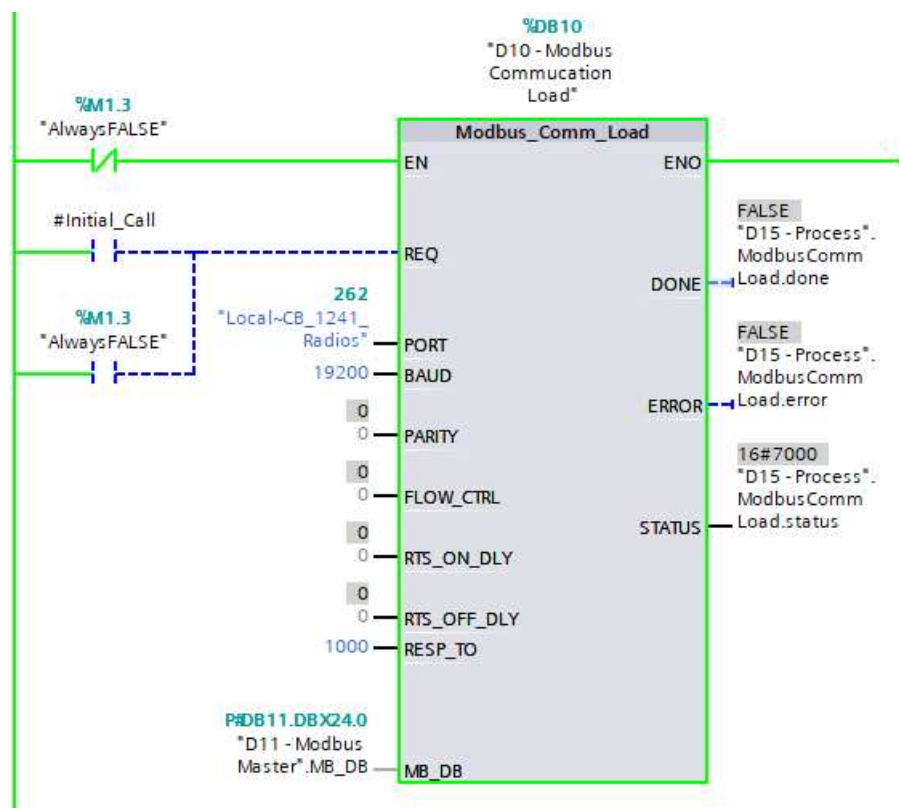 %DB10
"D10 - Modbus
Commucation
Load"
%M1.3
"AlwaysFALSE"
Modbus_Comm_Load
EN
ENO
#Initial_Call
REQ
FALSE
"D15 - Process".
ModbusComm
Load.done
DONE
%M1.3
"AlwaysFALSE"
262
"Local~CB_1241_
Radios"
PORT
19200
BAUD
FALSE
"D15 - Process".
ModbusComm
Load.error
ERROR
0
0
PARITY
0
0
FLOW_CTRL
16#7000
"D15 - Process".
ModbusComm
Load.status
STATUS
0
0
RTS_ON_DLY
0
0
RTS_OFF_DLY
1000
RESP_TO
P#DB11.DBX24.0
"D11 - Modbus
Master".MB_DB
MB_DB